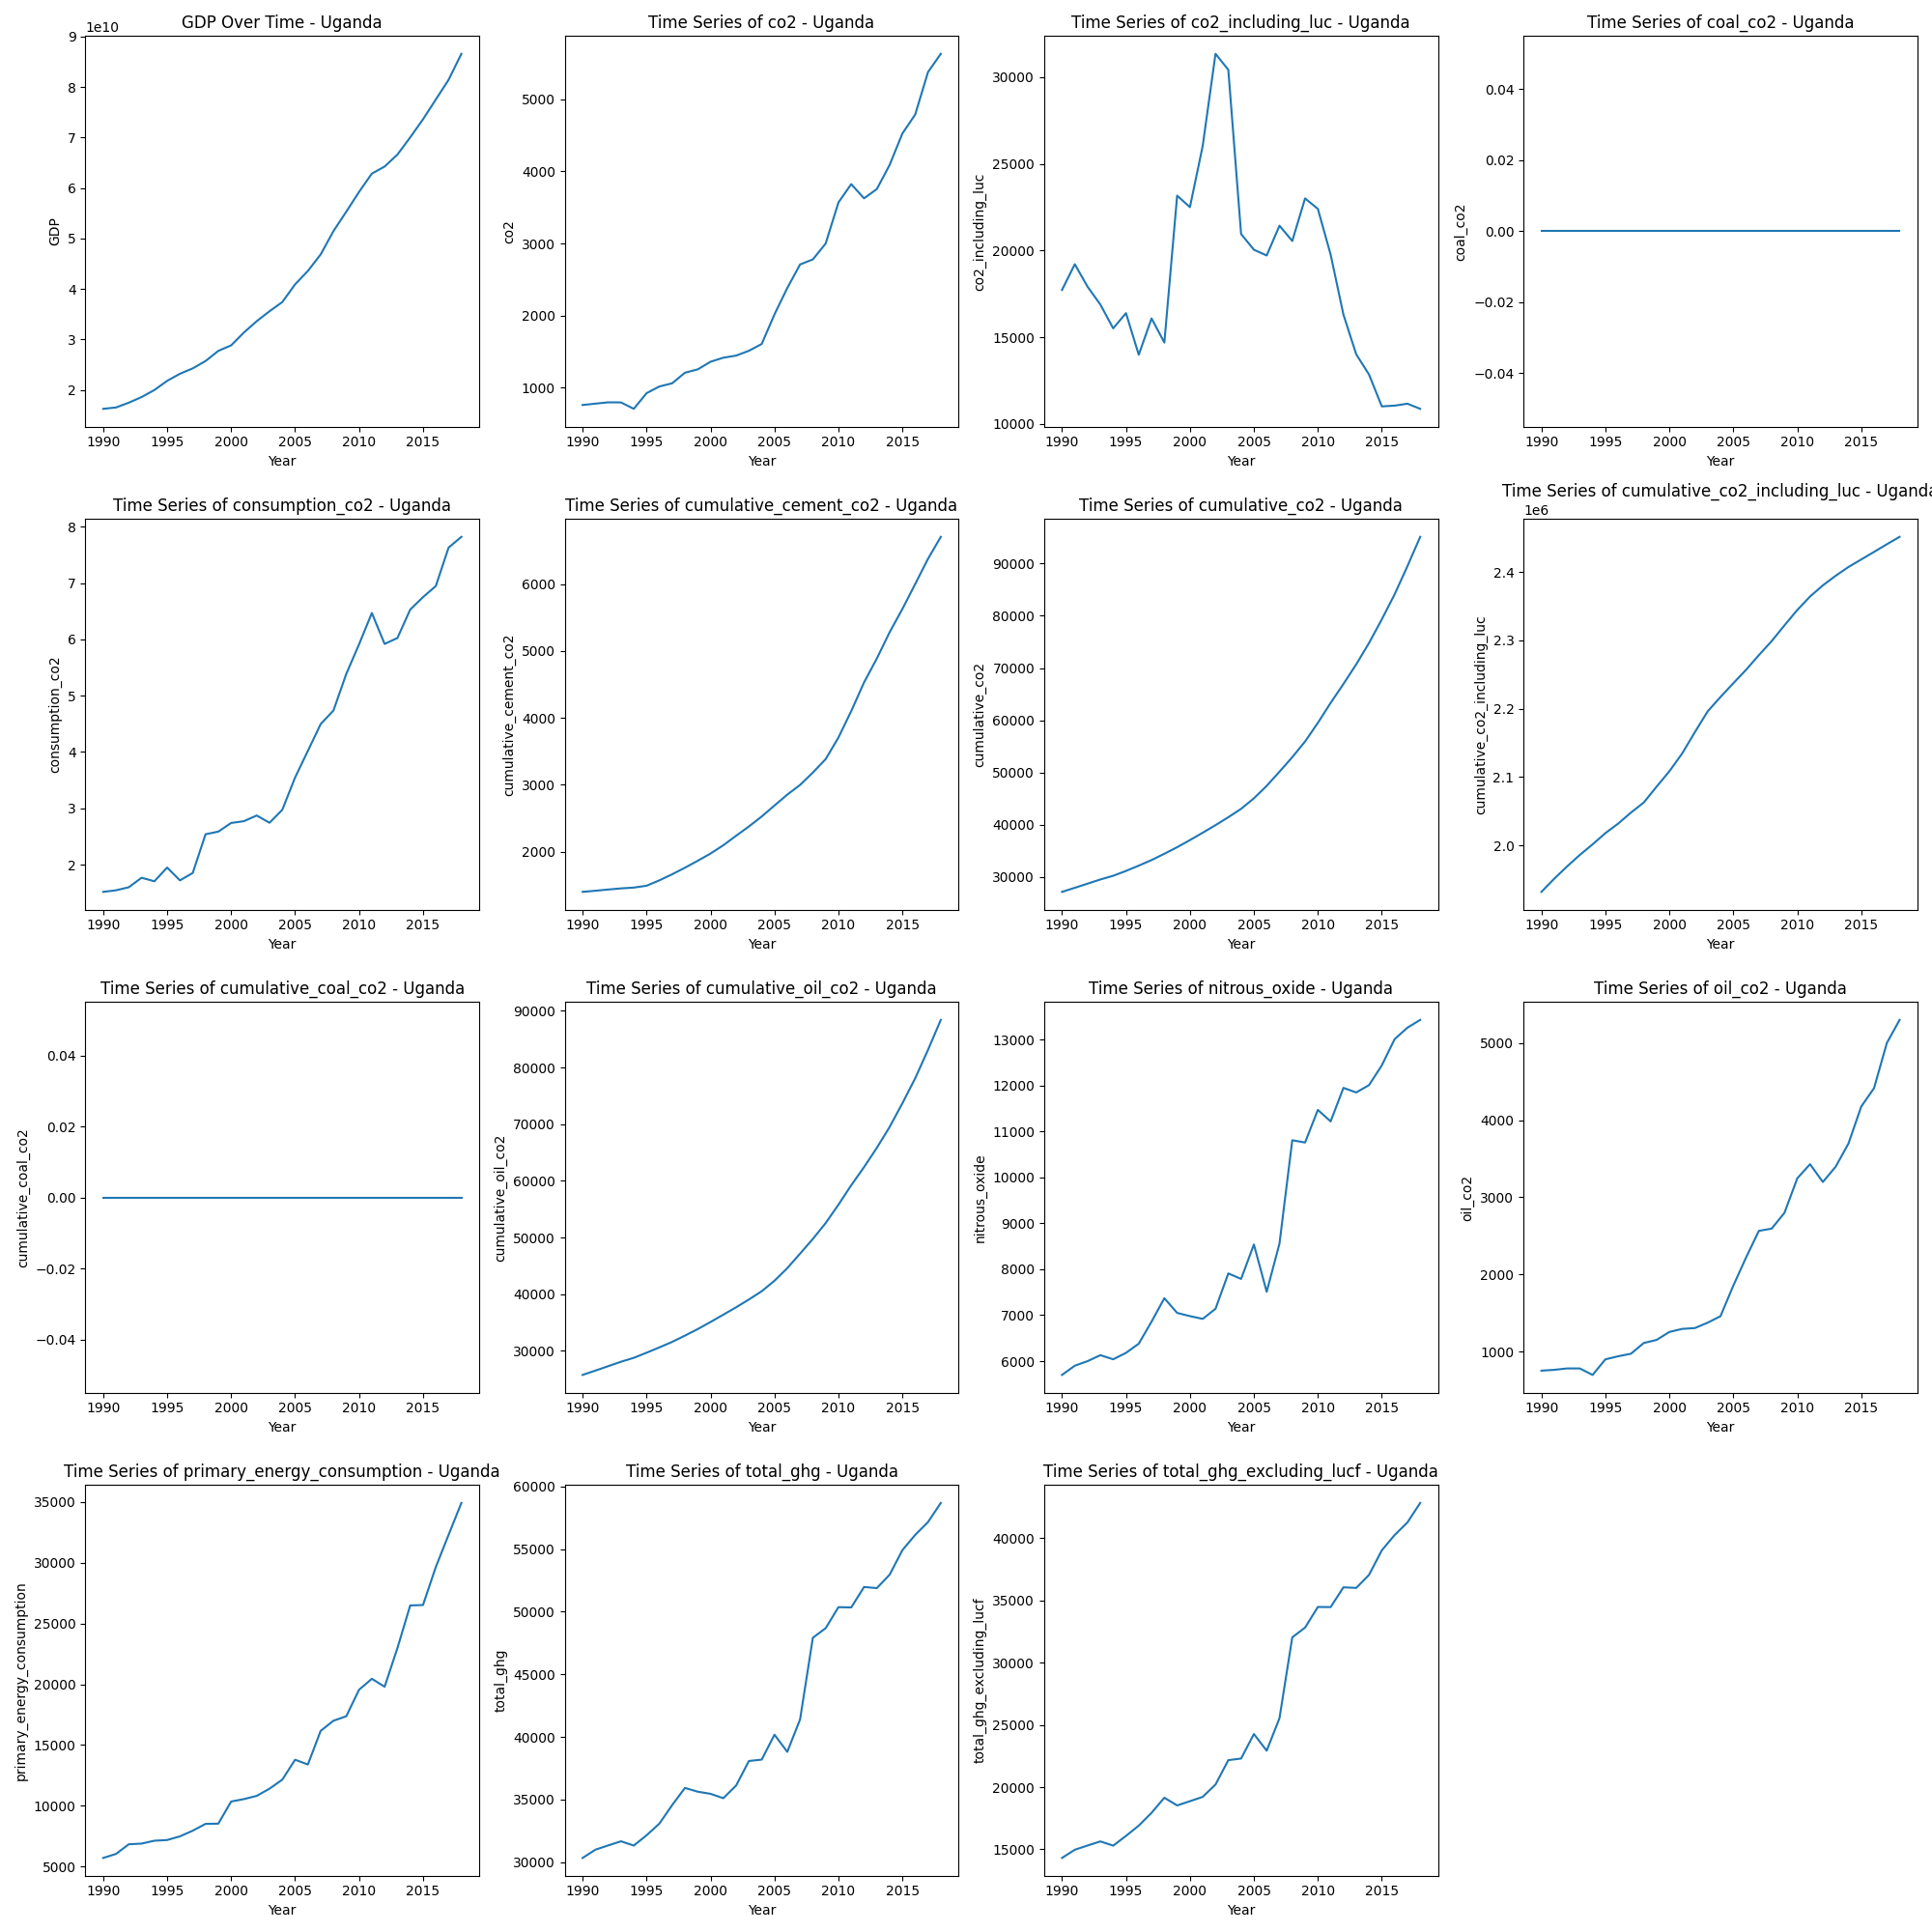 GDP Over Time - Uganda
1e10
9
8
7
6
5
4
3
2
GDP
1990 1995 2000 2005 2010 2015
Year
Time Series of co2 - Uganda
5000
4000
3000
2000
1000
co2
1990 1995 2000 2005 2010 2015
Year
Time Series of co2_including_luc - Uganda
30000
25000
20000
15000
10000
co2_including_luc
1990 1995 2000 2005 2010 2015
Year
Time Series of coal_co2 - Uganda
0.04
0.02
0.00
−0.02
−0.04
coal_co2
1990 1995 2000 2005 2010 2015
Year
Time Series of consumption_co2 - Uganda
8
7
6
5
4
3
2
consumption_co2
1990 1995 2000 2005 2010 2015
Year
Time Series of cumulative_cement_co2 - Uganda
6000
5000
4000
3000
2000
cumulative_cement_co2
1990 1995 2000 2005 2010 2015
Year
Time Series of cumulative_co2 - Uganda
90000
80000
70000
60000
50000
40000
30000
cumulative_co2
1990 1995 2000 2005 2010 2015
Year
Time Series of cumulative_co2_including_luc - Uganda
1e6
2.4
2.3
2.2
2.1
2.0
cumulative_co2_including_luc
1990 1995 2000 2005 2010 2015
Year
Time Series of cumulative_coal_co2 - Uganda
0.04
0.02
0.00
−0.02
−0.04
cumulative_coal_co2
1990 1995 2000 2005 2010 2015
Year
Time Series of cumulative_oil_co2 - Uganda
90000
80000
70000
60000
50000
40000
30000
cumulative_oil_co2
1990 1995 2000 2005 2010 2015
Year
Time Series of nitrous_oxide - Uganda
13000
12000
11000
10000
9000
8000
7000
6000
nitrous_oxide
1990 1995 2000 2005 2010 2015
Year
Time Series of oil_co2 - Uganda
5000
4000
3000
2000
1000
oil_co2
1990 1995 2000 2005 2010 2015
Year
Time Series of primary_energy_consumption - Uganda
35000
30000
25000
20000
15000
10000
5000
primary_energy_consumption
1990 1995 2000 2005 2010 2015
Year
Time Series of total_ghg - Uganda
60000
55000
50000
45000
40000
35000
30000
total_ghg
1990 1995 2000 2005 2010 2015
Year
Time Series of total_ghg_excluding_lucf - Uganda
40000
35000
30000
25000
20000
15000
total_ghg_excluding_lucf
1990 1995 2000 2005 2010 2015
Year